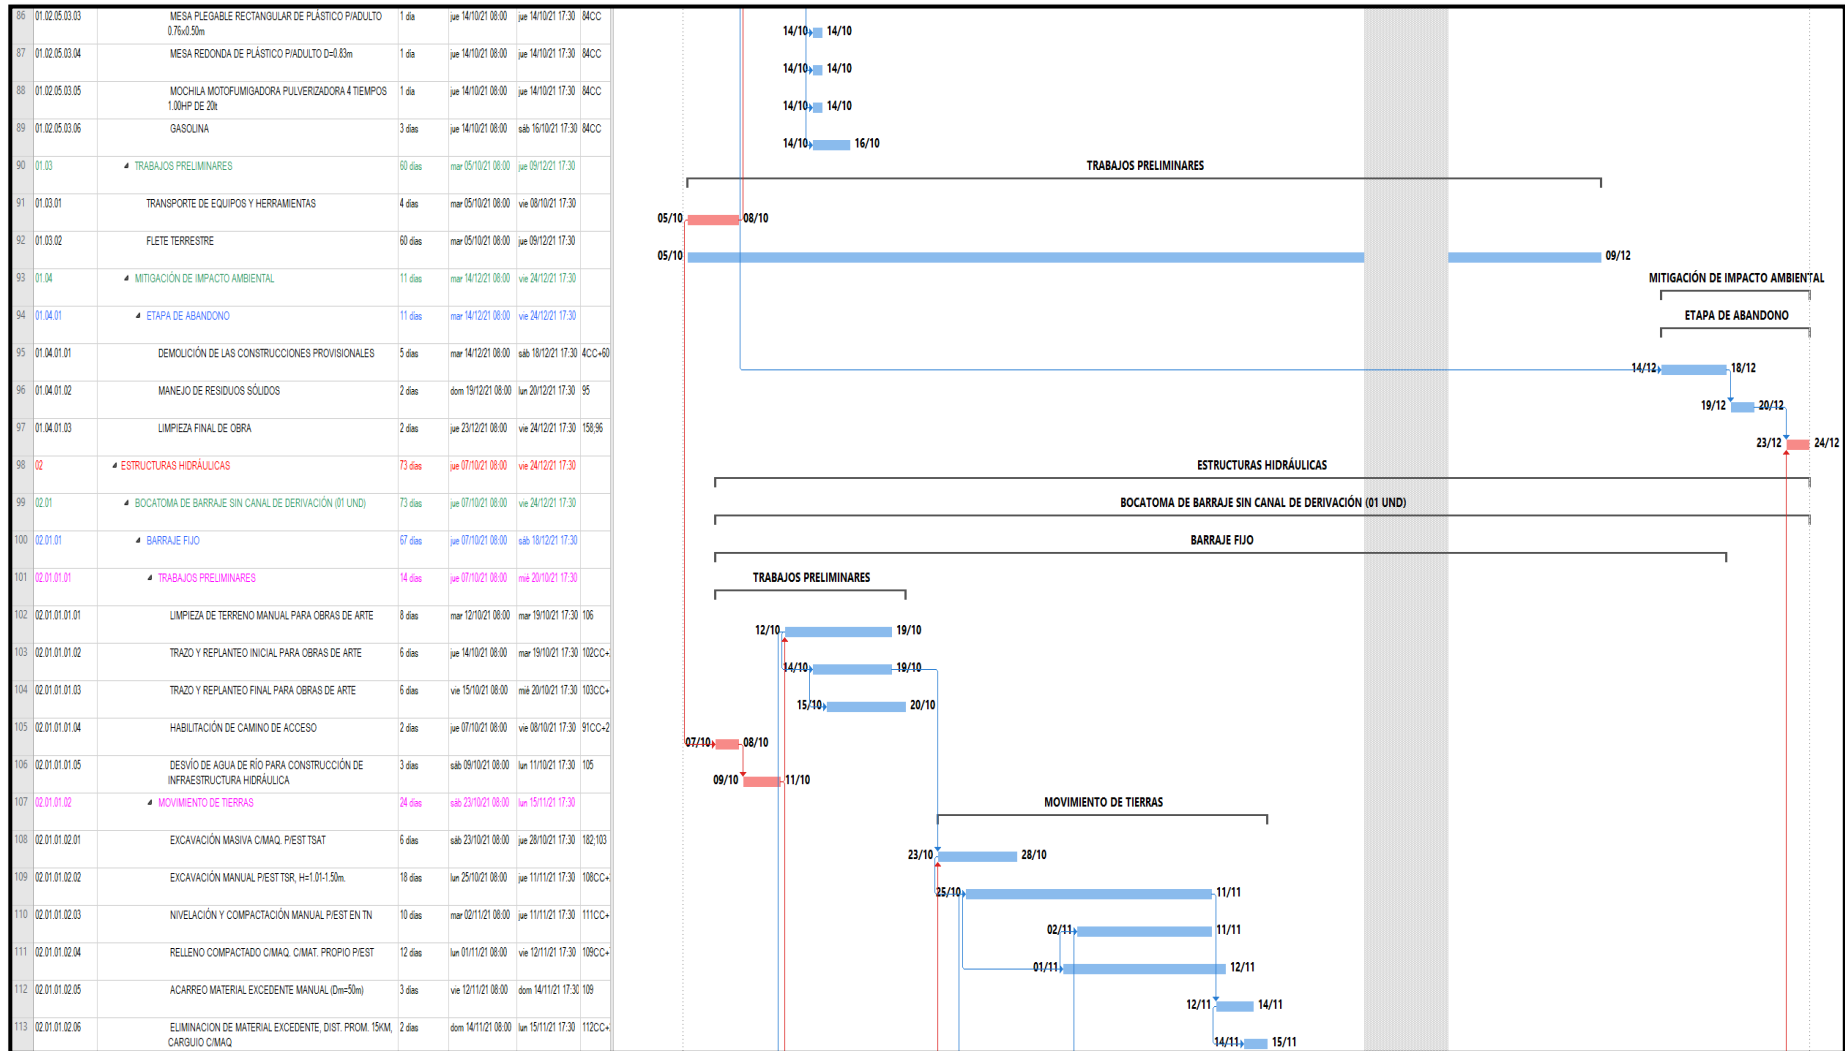 86 01.02.05.03.03 MESA PLEGABLE RECTANGULAR DE PLÁSTICO P/ADULTO 1 día jue 14/10/21 08:00 jue 14/10/21 17:30 84CC
0.76x0.50m
14/10 14/10
87 01.02.05.03.04 MESA REDONDA DE PLÁSTICO P/ADULTO D=0.83m 1 día jue 14/10/21 08:00 jue 14/10/21 17:30 84CC
14/10 14/10
88 01.02.05.03.05 MOCHILA MOTOFUMIGADORA PULVERIZADORA 4 TIEMPOS 1 día jue 14/10/21 08:00 jue 14/10/21 17:30 84CC
1.00HP DE 20lt
14/10 14/10
89 01.02.05.03.06 GASOLINA 3 días jue 14/10/21 08:00 sáb 16/10/21 17:30 84CC
14/10 16/10
90 01.03 TRABAJOS PRELIMINARES 60 días mar 05/10/21 08:00 jue 09/12/21 17:30
TRABAJOS PRELIMINARES
91 01.03.01 TRANSPORTE DE EQUIPOS Y HERRAMIENTAS 4 días mar 05/10/21 08:00 vie 08/10/21 17:30
05/10 08/10
92 01.03.02 FLETE TERRESTRE 60 días mar 05/10/21 08:00 jue 09/12/21 17:30
05/10 09/12
93 01.04 MITIGACIÓN DE IMPACTO AMBIENTAL 11 días mar 14/12/21 08:00 vie 24/12/21 17:30
MITIGACIÓN DE IMPACTO AMBIENTAL
94 01.04.01 ETAPA DE ABANDONO 11 días mar 14/12/21 08:00 vie 24/12/21 17:30
ETAPA DE ABANDONO
95 01.04.01.01 DEMOLICIÓN DE LAS CONSTRUCCIONES PROVISIONALES 5 días mar 14/12/21 08:00 sáb 18/12/21 17:30 4CC+60
14/12 18/12
96 01.04.01.02 MANEJO DE RESIDUOS SÓLIDOS 2 días dom 19/12/21 08:00 lun 20/12/21 17:30 95
19/12 20/12
97 01.04.01.03 LIMPIEZA FINAL DE OBRA 2 días jue 23/12/21 08:00 vie 24/12/21 17:30 158;96
23/12 24/12
98 02 ESTRUCTURAS HIDRÁULICAS 73 días jue 07/10/21 08:00 vie 24/12/21 17:30
ESTRUCTURAS HIDRÁULICAS
99 02.01 BOCATOMA DE BARRAJE SIN CANAL DE DERIVACIÓN (01 UND) 73 días jue 07/10/21 08:00 vie 24/12/21 17:30
BOCATOMA DE BARRAJE SIN CANAL DE DERIVACIÓN (01 UND)
100 02.01.01 BARRAJE FIJO 67 días jue 07/10/21 08:00 sáb 18/12/21 17:30
BARRAJE FIJO
101 02.01.01.01 TRABAJOS PRELIMINARES 14 días jue 07/10/21 08:00 mié 20/10/21 17:30
TRABAJOS PRELIMINARES
102 02.01.01.01.01 LIMPIEZA DE TERRENO MANUAL PARA OBRAS DE ARTE 8 días mar 12/10/21 08:00 mar 19/10/21 17:30 106
12/10 19/10
103 02.01.01.01.02 TRAZO Y REPLANTEO INICIAL PARA OBRAS DE ARTE 6 días jue 14/10/21 08:00 mar 19/10/21 17:30 102CC+
14/10 19/10
104 02.01.01.01.03 TRAZO Y REPLANTEO FINAL PARA OBRAS DE ARTE 6 días vie 15/10/21 08:00 mié 20/10/21 17:30 103CC+
15/10 20/10
105 02.01.01.01.04 HABILITACIÓN DE CAMINO DE ACCESO 2 días jue 07/10/21 08:00 vie 08/10/21 17:30 91CC+2
07/10 08/10
106 02.01.01.01.05 DESVÍO DE AGUA DE RÍO PARA CONSTRUCCIÓN DE 3 días sáb 09/10/21 08:00 lun 11/10/21 17:30 105
INFRAESTRUCTURA HIDRÁULICA
09/10 11/10
107 02.01.01.02 MOVIMIENTO DE TIERRAS 24 días sáb 23/10/21 08:00 lun 15/11/21 17:30
MOVIMIENTO DE TIERRAS
108 02.01.01.02.01 EXCAVACIÓN MASIVA C/MAQ. P/EST TSAT 6 días sáb 23/10/21 08:00 jue 28/10/21 17:30 182;103
23/10 28/10
109 02.01.01.02.02 EXCAVACIÓN MANUAL P/EST TSR, H=1.01-1.50m. 18 días lun 25/10/21 08:00 jue 11/11/21 17:30 108CC+
25/10 11/11
110 02.01.01.02.03 NIVELACIÓN Y COMPACTACIÓN MANUAL P/EST EN TN 10 días mar 02/11/21 08:00 jue 11/11/21 17:30 111CC+
02/11 11/11
111 02.01.01.02.04 RELLENO COMPACTADO C/MAQ. C/MAT. PROPIO P/EST 12 días lun 01/11/21 08:00 vie 12/11/21 17:30 109CC+
01/11 12/11
112 02.01.01.02.05 ACARREO MATERIAL EXCEDENTE MANUAL (Dm=50m) 3 días vie 12/11/21 08:00 dom 14/11/21 17:30 109
12/11 14/11
113 02.01.01.02.06 ELIMINACION DE MATERIAL EXCEDENTE, DIST. PROM. 15KM, 2 días dom 14/11/21 08:00 lun 15/11/21 17:30 112CC+
CARGUIO C/MAQ
14/11 15/11